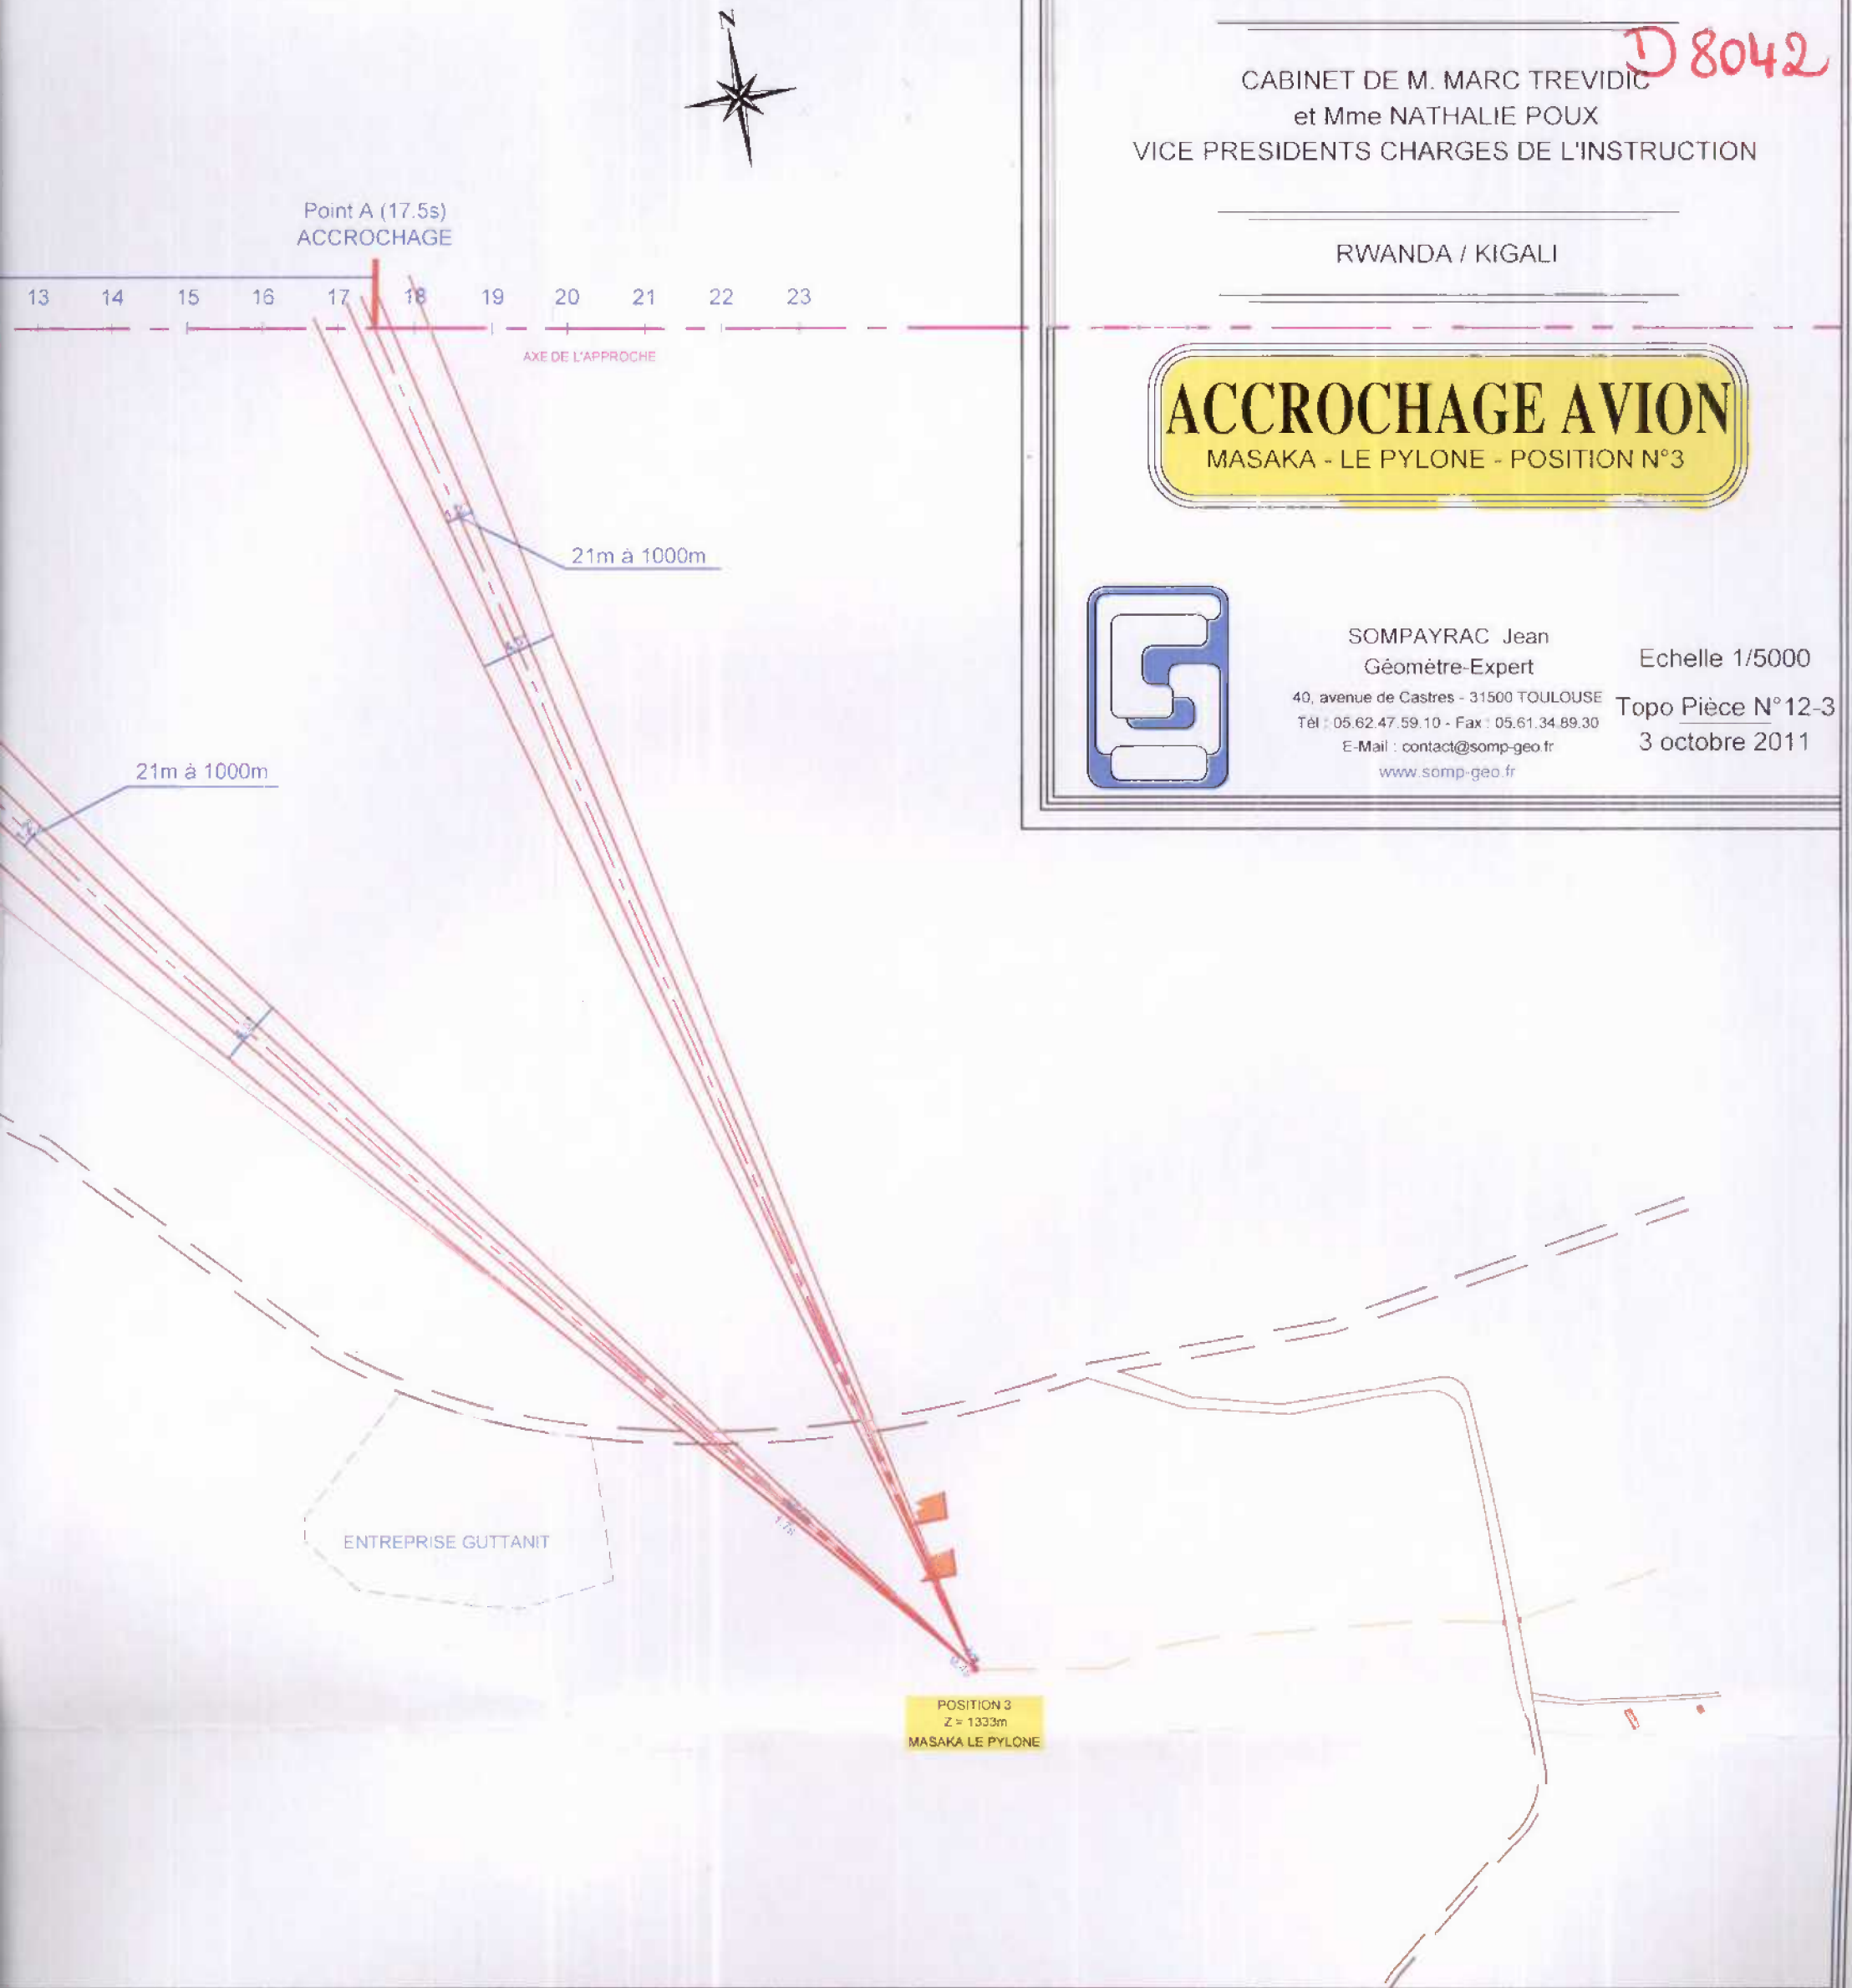 N
D 8042
CABINET DE M. MARC TREVIDIC
et Mme NATHALIE POUX
VICE PRESIDENTS CHARGES DE L'INSTRUCTION
RWANDA / KIGALI
Point A (17.5s)
ACCROCHAGE
13 14 15 16 17 18 19 20 21 22 23
AXE DE L'APPROCHE
ACCROCHAGE AVION
MASAKA - LE PYLONE - POSITION N°3
21m à 1000m
SOMPAYRAC Jean
Géomètre-Expert
40, avenue de Castres - 31500 TOULOUSE
Tél : 05.62.47.59.10 - Fax : 05.61.34.89.30
E-Mail : contact@somp-geo.fr
www.somp-geo.fr
Echelle 1/5000
Topo Pièce N°12-3
3 octobre 2011
21m à 1000m
ENTREPRISE GUTTANIT
POSITION 3
Z = 1333m
MASAKA LE PYLONE